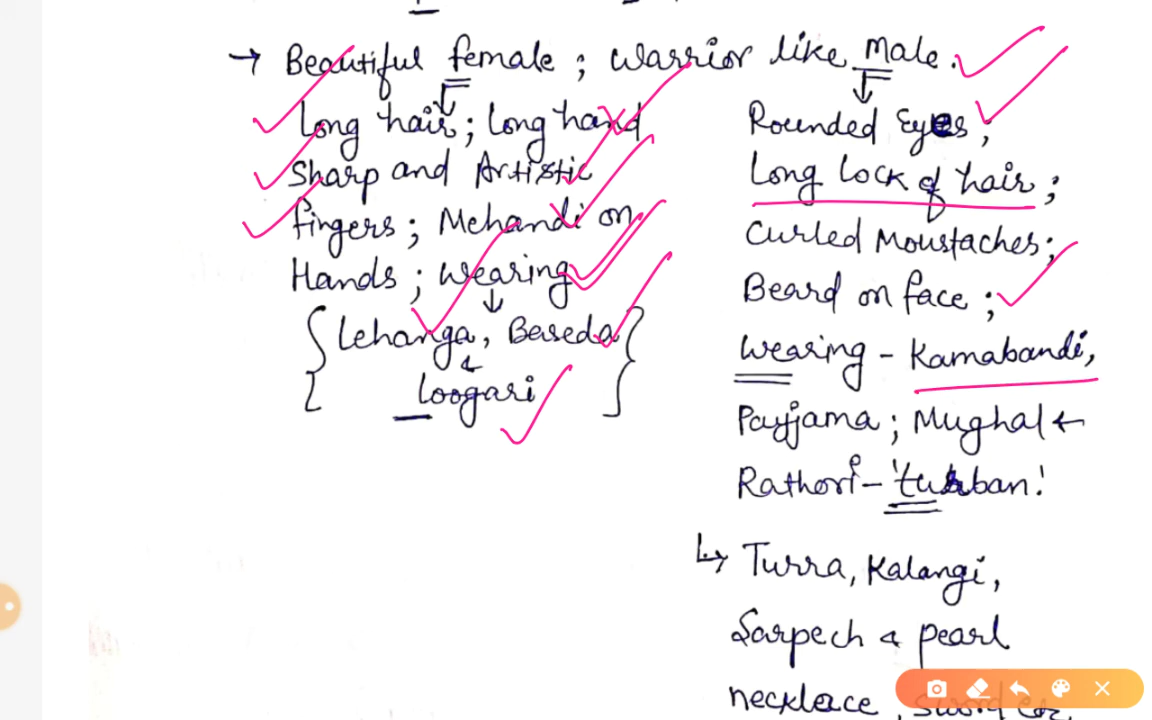 → Beautiful female ; Warrior like male.
Long hair ; Long hand
Sharp and Artistic
fingers ; Mehandi on
Hands ; Wearing
{ Lehanga, Baseda }
&
Loogari
Rounded Eyes ;
Long lock of hair ;
Curled Moustaches ;
Beard on face ;
Wearing - Kamabandi,
Payjama ; Mughal &
Rathori - 'turban!
↳ Turra, Kalangi,
Sarpech & pearl
necklace, sword etc.